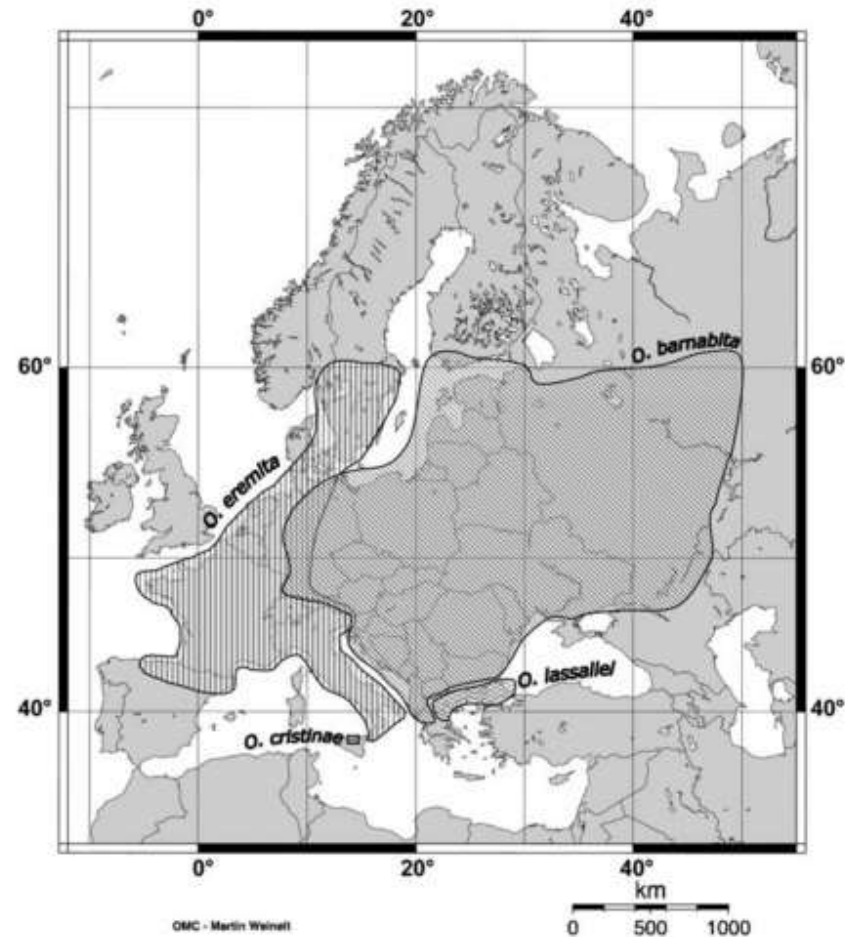 0° 20° 40°
O. barnabita
60° 60°
O. eremita
O. lassallei
40° 40°
O. cristinae
0° 20° 40°
km
0 500 1000
OMC - Martin Weinelt